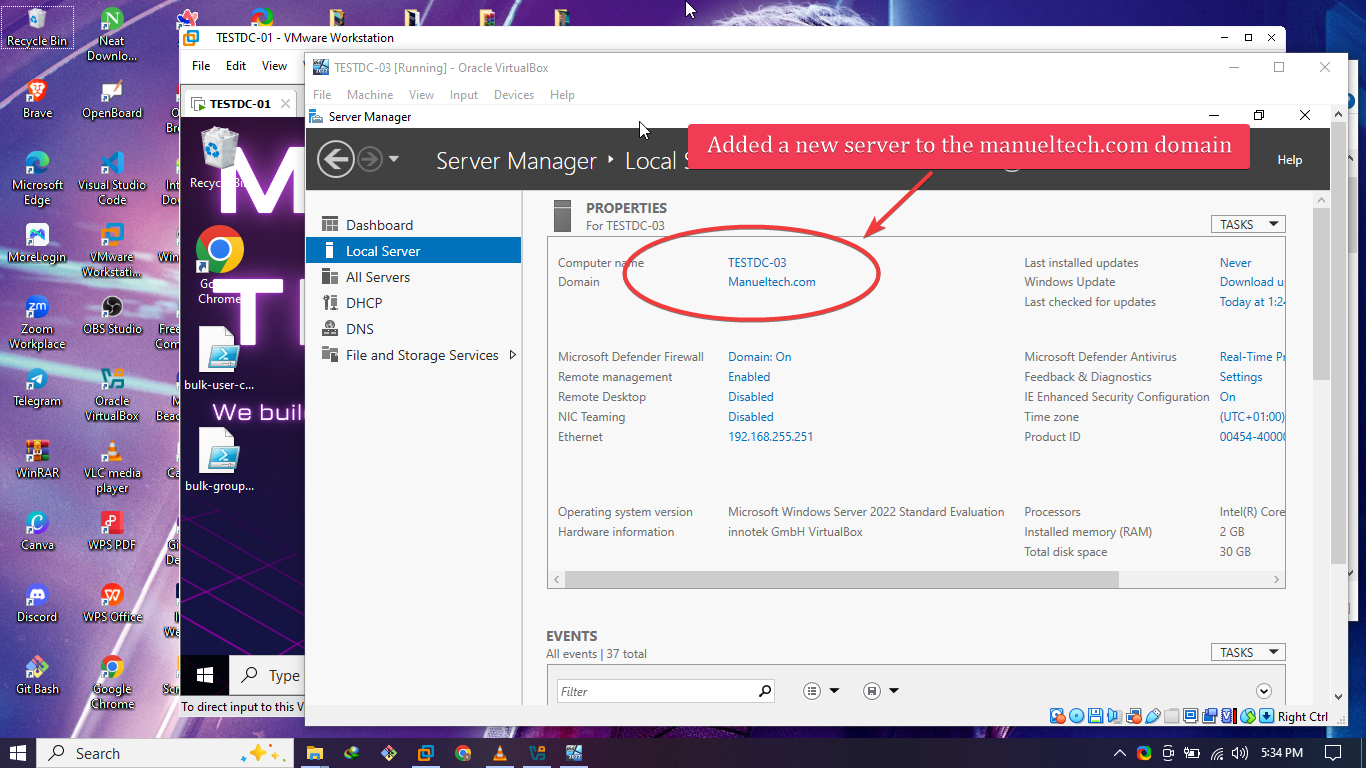 Recycle Bin
Neat
Downlo...
Brave
OpenBoard
Microsoft
Edge
Visual Studio
Code
MoreLogin
VMware
Workstati...
Zoom
Workplace
OBS Studio
Telegram
Oracle
VirtualBox
WinRAR
VLC media
player
Canva
WPS PDF
Discord
WPS Office
Git Bash
Google
Chrome
TESTDC-01 - VMware Workstation
File Edit View
TESTDC-01
Recycle Bin
Chrome
bulk-user-c...
We buil
bulk-group...
Type
To direct input to this V
TESTDC-03 [Running] - Oracle VirtualBox
File Machine View Input Devices Help
Server Manager
Server Manager Local S
Added a new server to the manueltech.com domain
Help
Dashboard
Local Server
All Servers
DHCP
DNS
File and Storage Services
PROPERTIES
For TESTDC-03
TASKS
Computer name TESTDC-03
Domain Manueltech.com
Last installed updates Never
Windows Update Download u
Last checked for updates Today at 1:24
Microsoft Defender Firewall Domain: On
Remote management Enabled
Remote Desktop Disabled
NIC Teaming Disabled
Ethernet 192.168.255.251
Microsoft Defender Antivirus Real-Time Pr
Feedback & Diagnostics Settings
IE Enhanced Security Configuration On
Time zone (UTC+01:00)
Product ID 00454-40000
Operating system version Microsoft Windows Server 2022 Standard Evaluation
Hardware information innotek GmbH VirtualBox
Processors Intel(R) Core
Installed memory (RAM) 2 GB
Total disk space 30 GB
EVENTS
All events | 37 total
TASKS
Filter
Right Ctrl
Search
5:34 PM